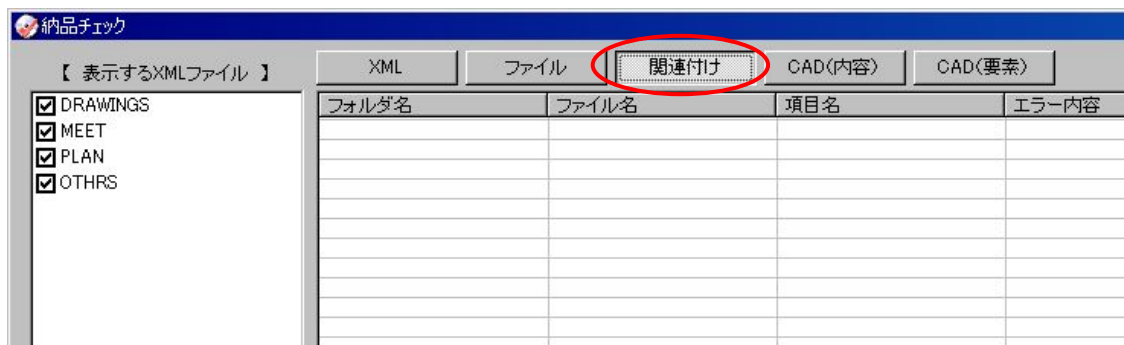 納品チェック
【 表示するXMLファイル 】
XML ファイル 関連付け CAD(内容) CAD(要素)
DRAWINGS
MEET
PLAN
OTHRS
フォルダ名 ファイル名 項目名 エラー内容